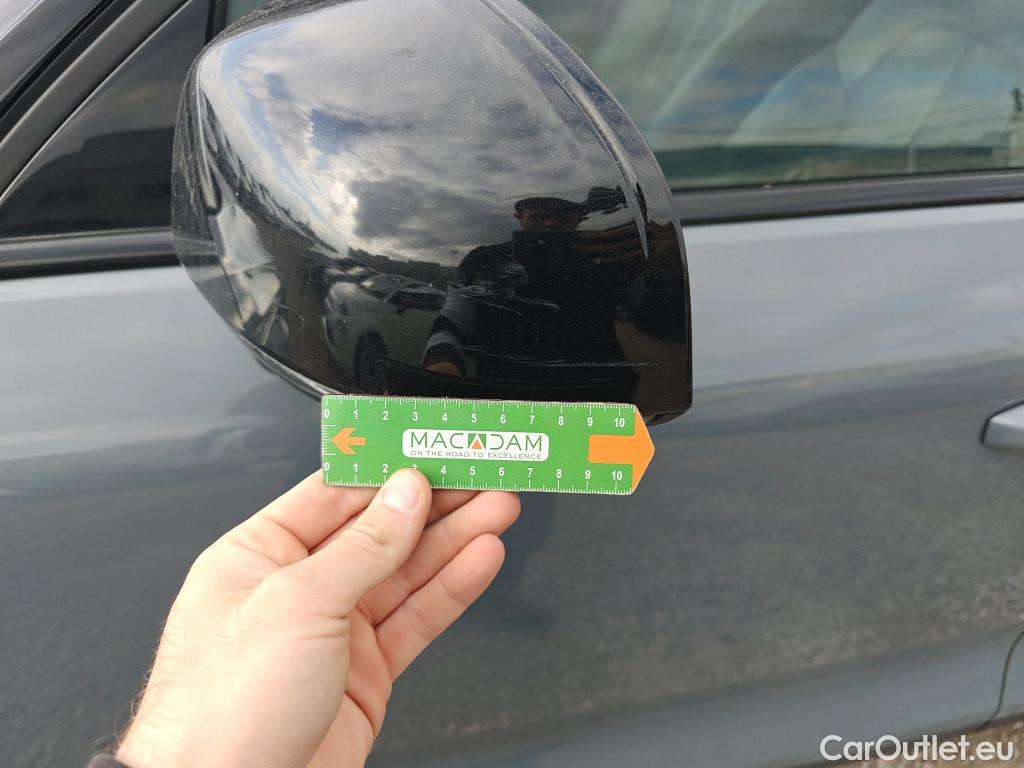 0 1 2 3 4 5 6 7 8 9 10
MACADAM
ON THE ROAD TO EXCELLENCE
0 1 2 3 4 5 6 7 8 9 10
CarOutlet.eu